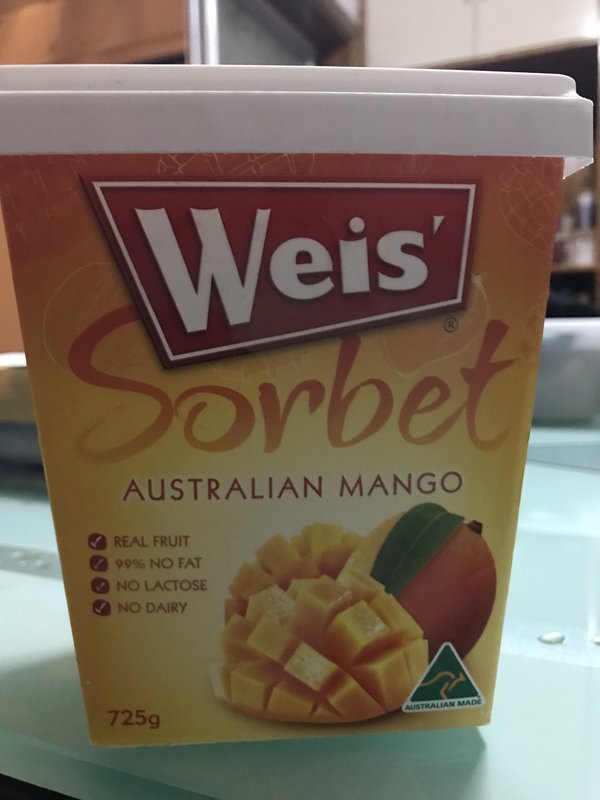 Weis'
®
Sorbet
AUSTRALIAN MANGO
REAL FRUIT
99% NO FAT
NO LACTOSE
NO DAIRY
725g
AUSTRALIAN MADE